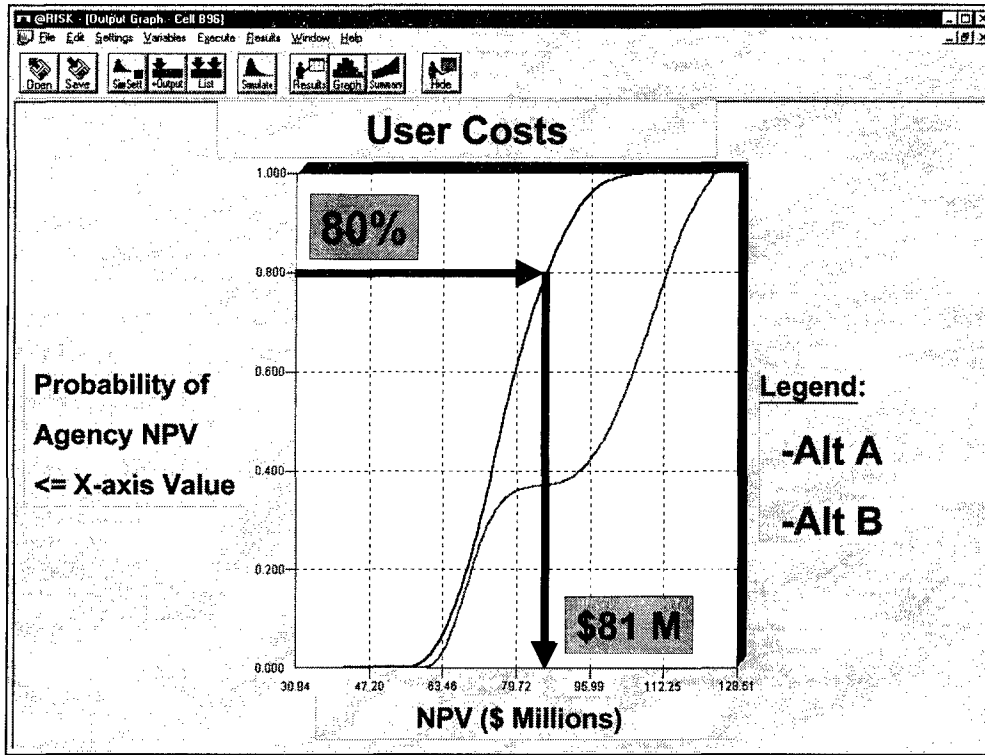 @RISK - [Output Graph - Cell B96]
File Edit Settings Variables Execute Results Window Help
Open Save SimSett +Output List Simulate Results Graph Summary Hide
User Costs
1.000
80%
0.800
0.600
Probability of
Agency NPV
<= X-axis Value
0.400
0.200
0.000
Legend:
-Alt A
-Alt B
$81 M
30.94 47.20 63.46 79.72 95.99 112.25 128.51
NPV ($ Millions)